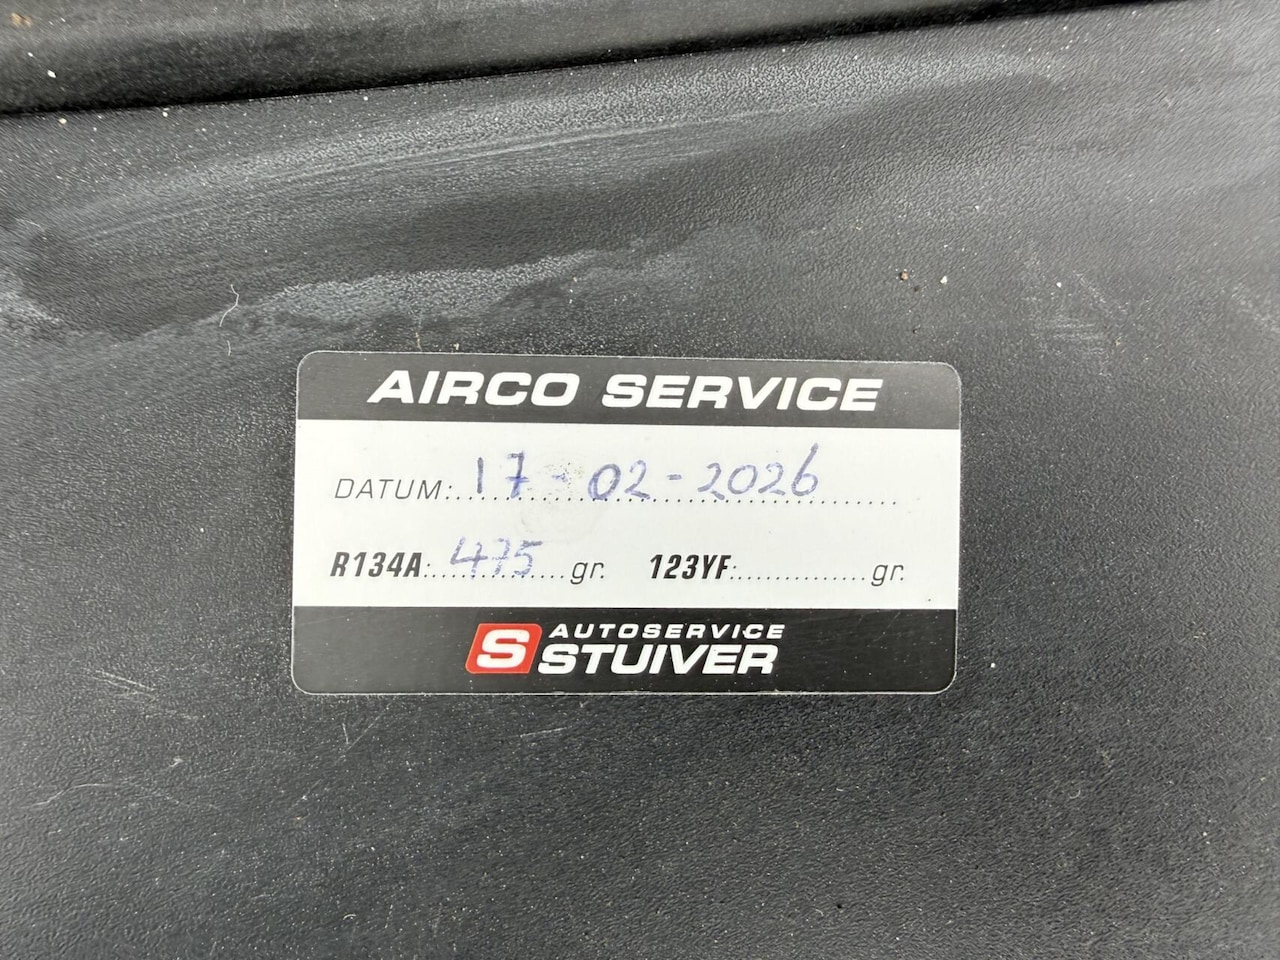 AIRCO SERVICE
DATUM: 17-02-2026
R134A: 475 gr. 123YF: gr.
S AUTOSERVICE
STUIVER